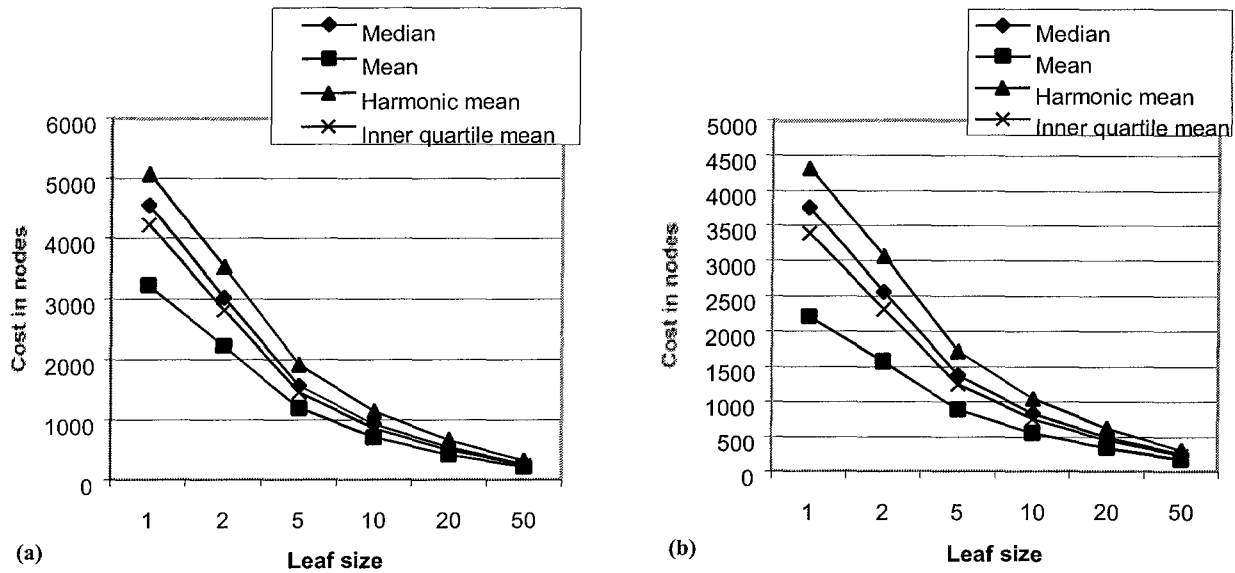 Median
Mean
Harmonic mean
Inner quartile mean
6000
5000
4000
3000
2000
1000
0
Cost in nodes
1 2 5 10 20 50
Leaf size
(a)
Median
Mean
Harmonic mean
Inner quartile mean
5000
4500
4000
3500
3000
2500
2000
1500
1000
500
0
Cost in nodes
1 2 5 10 20 50
Leaf size
(b)